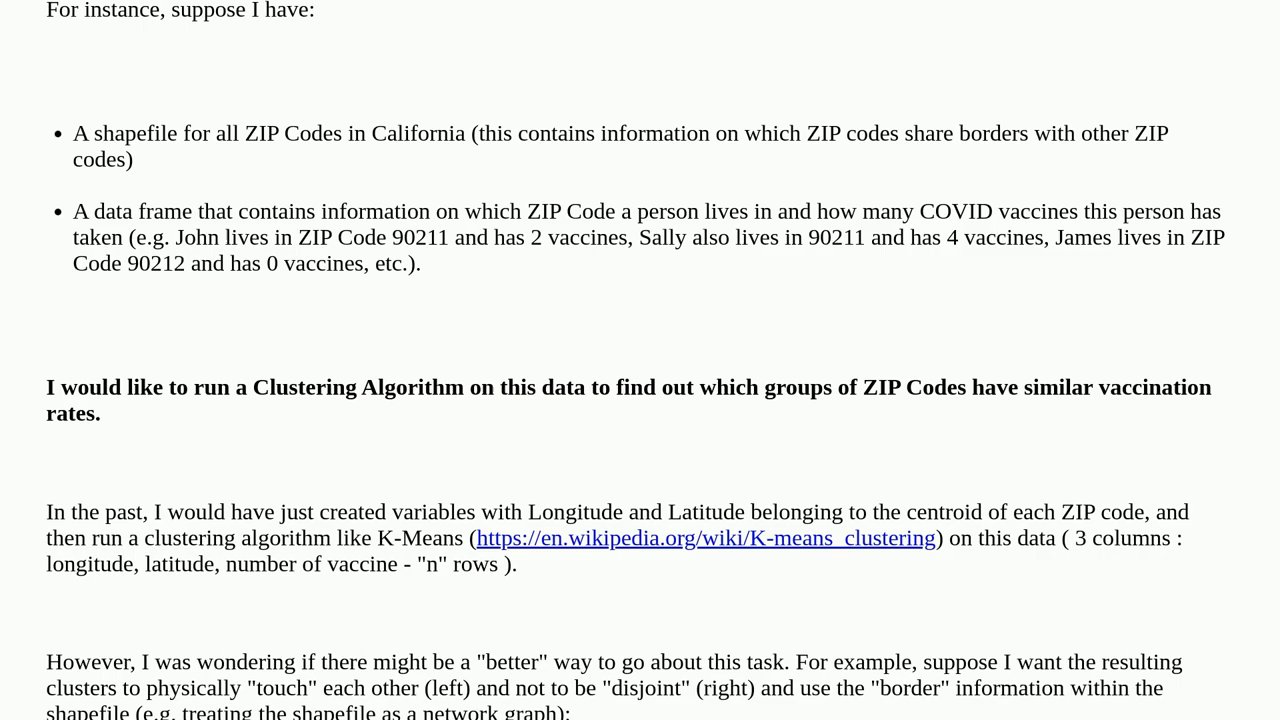 For instance, suppose I have:
• A shapefile for all ZIP Codes in California (this contains information on which ZIP codes share borders with other ZIP
codes)
• A data frame that contains information on which ZIP Code a person lives in and how many COVID vaccines this person has
taken (e.g. John lives in ZIP Code 90211 and has 2 vaccines, Sally also lives in 90211 and has 4 vaccines, James lives in ZIP
Code 90212 and has 0 vaccines, etc.).
I would like to run a Clustering Algorithm on this data to find out which groups of ZIP Codes have similar vaccination
rates.
In the past, I would have just created variables with Longitude and Latitude belonging to the centroid of each ZIP code, and
then run a clustering algorithm like K-Means (https://en.wikipedia.org/wiki/K-means_clustering) on this data ( 3 columns :
longitude, latitude, number of vaccine - "n" rows ).
However, I was wondering if there might be a "better" way to go about this task. For example, suppose I want the resulting
clusters to physically "touch" each other (left) and not to be "disjoint" (right) and use the "border" information within the
shapefile (e.g. treating the shapefile as a network graph):